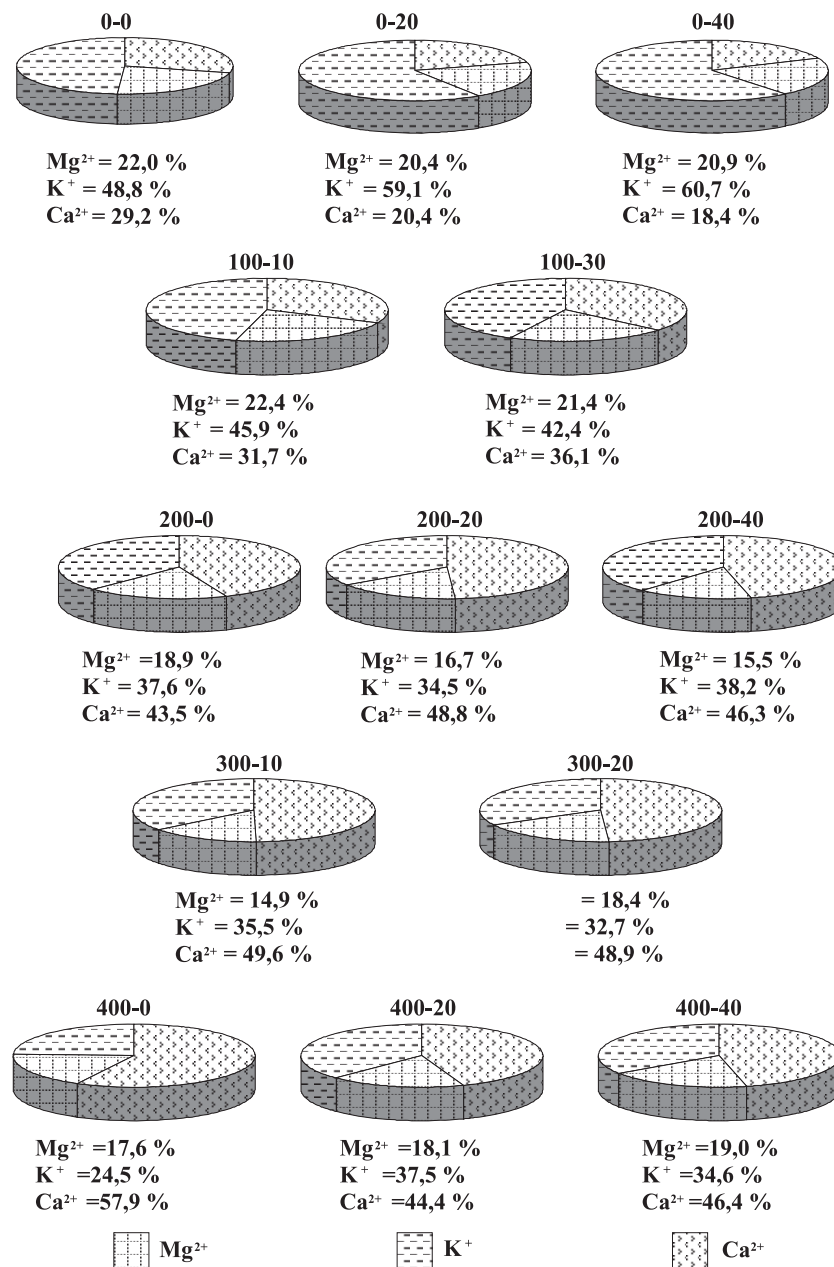 0-0
0-20
0-40
Mg²⁺ = 22,0 %
K⁺ = 48,8 %
Ca²⁺ = 29,2 %
Mg²⁺ = 20,4 %
K⁺ = 59,1 %
Ca²⁺ = 20,4 %
Mg²⁺ = 20,9 %
K⁺ = 60,7 %
Ca²⁺ = 18,4 %
100-10
100-30
Mg²⁺ = 22,4 %
K⁺ = 45,9 %
Ca²⁺ = 31,7 %
Mg²⁺ = 21,4 %
K⁺ = 42,4 %
Ca²⁺ = 36,1 %
200-0
200-20
200-40
Mg²⁺ =18,9 %
K⁺ = 37,6 %
Ca²⁺ = 43,5 %
Mg²⁺ = 16,7 %
K⁺ = 34,5 %
Ca²⁺ = 48,8 %
Mg²⁺ = 15,5 %
K⁺ = 38,2 %
Ca²⁺ = 46,3 %
300-10
300-20
Mg²⁺ = 14,9 %
K⁺ = 35,5 %
Ca²⁺ = 49,6 %
= 18,4 %
= 32,7 %
= 48,9 %
400-0
400-20
400-40
Mg²⁺ =17,6 %
K⁺ =24,5 %
Ca²⁺ =57,9 %
Mg²⁺ =18,1 %
K⁺ =37,5 %
Ca²⁺ =44,4 %
Mg²⁺ =19,0 %
K⁺ =34,6 %
Ca²⁺ =46,4 %
Mg²⁺
K⁺
Ca²⁺